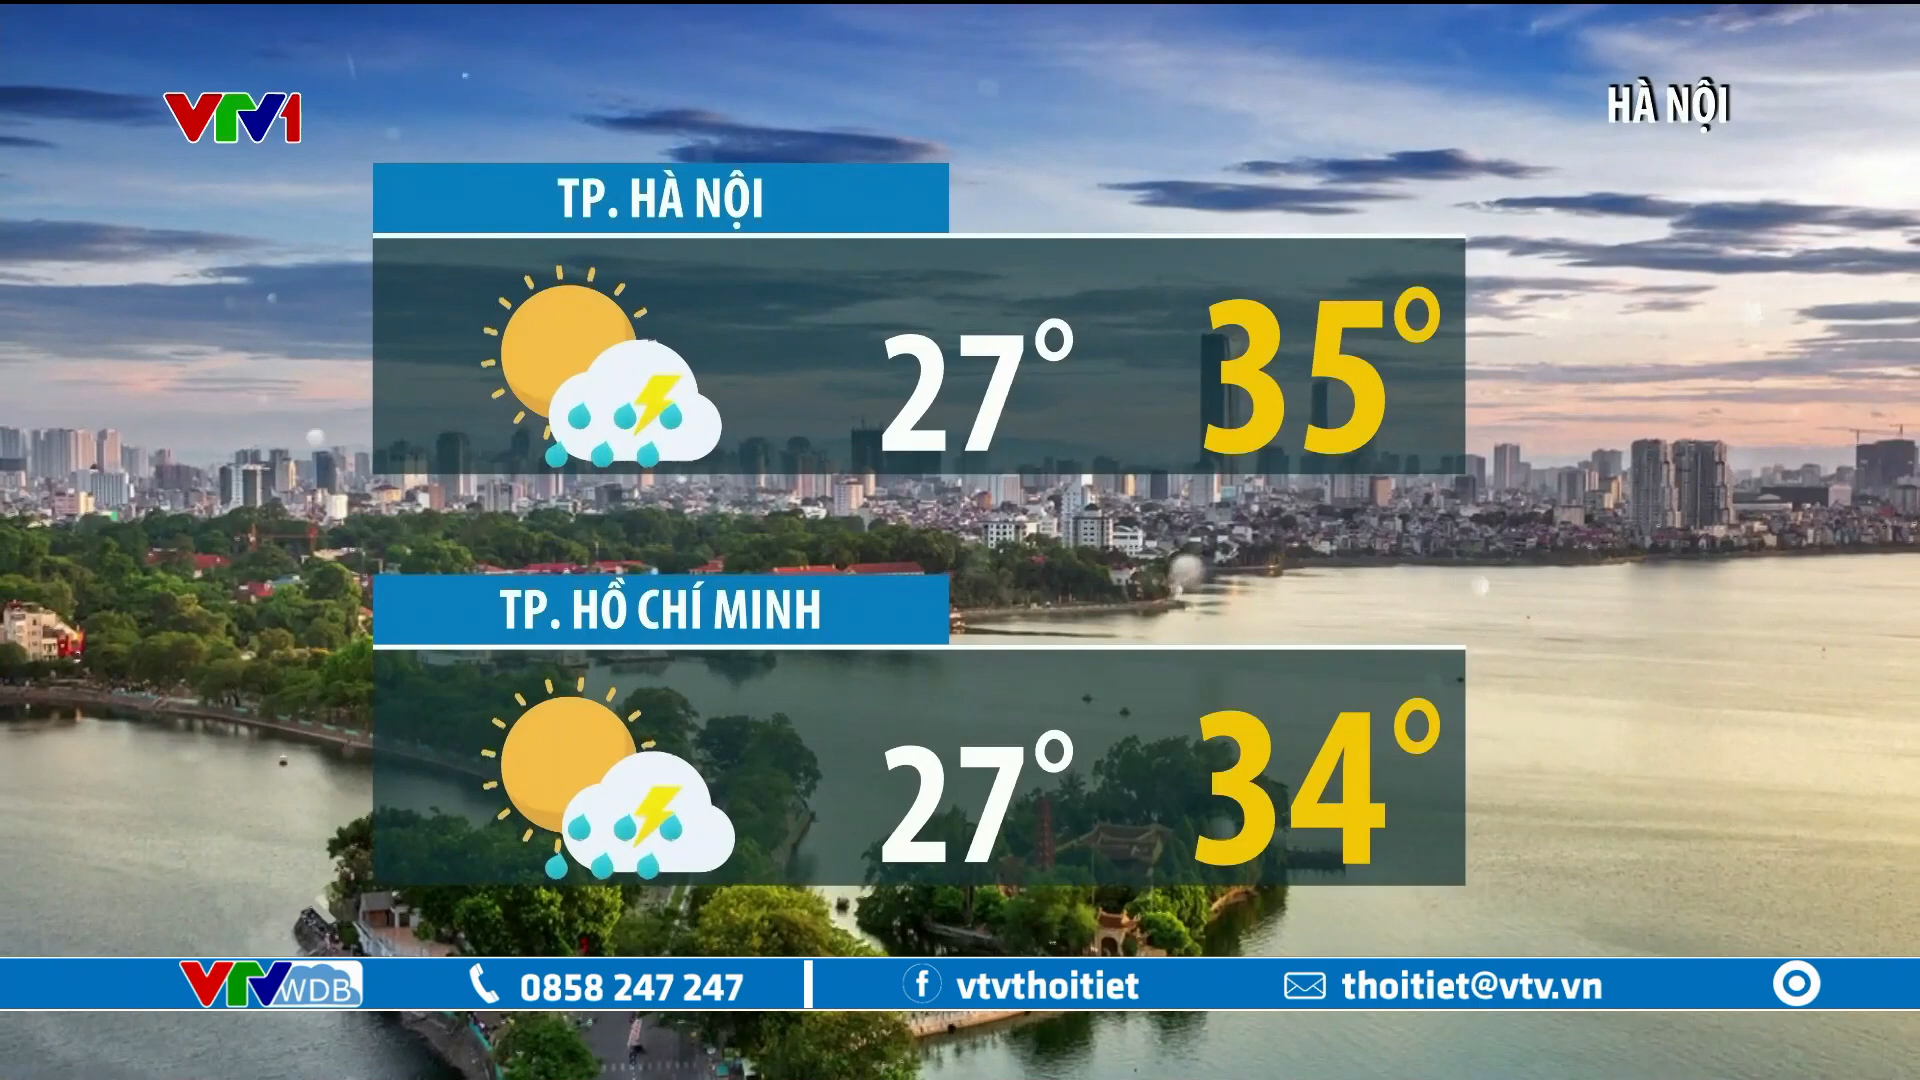 VTV1
HÀ NỘI
TP. HÀ NỘI
27° 35°
TP. HỒ CHÍ MINH
27° 34°
VTV WDB 0858 247 247 vtvthoitiet thoitiet@vtv.vn